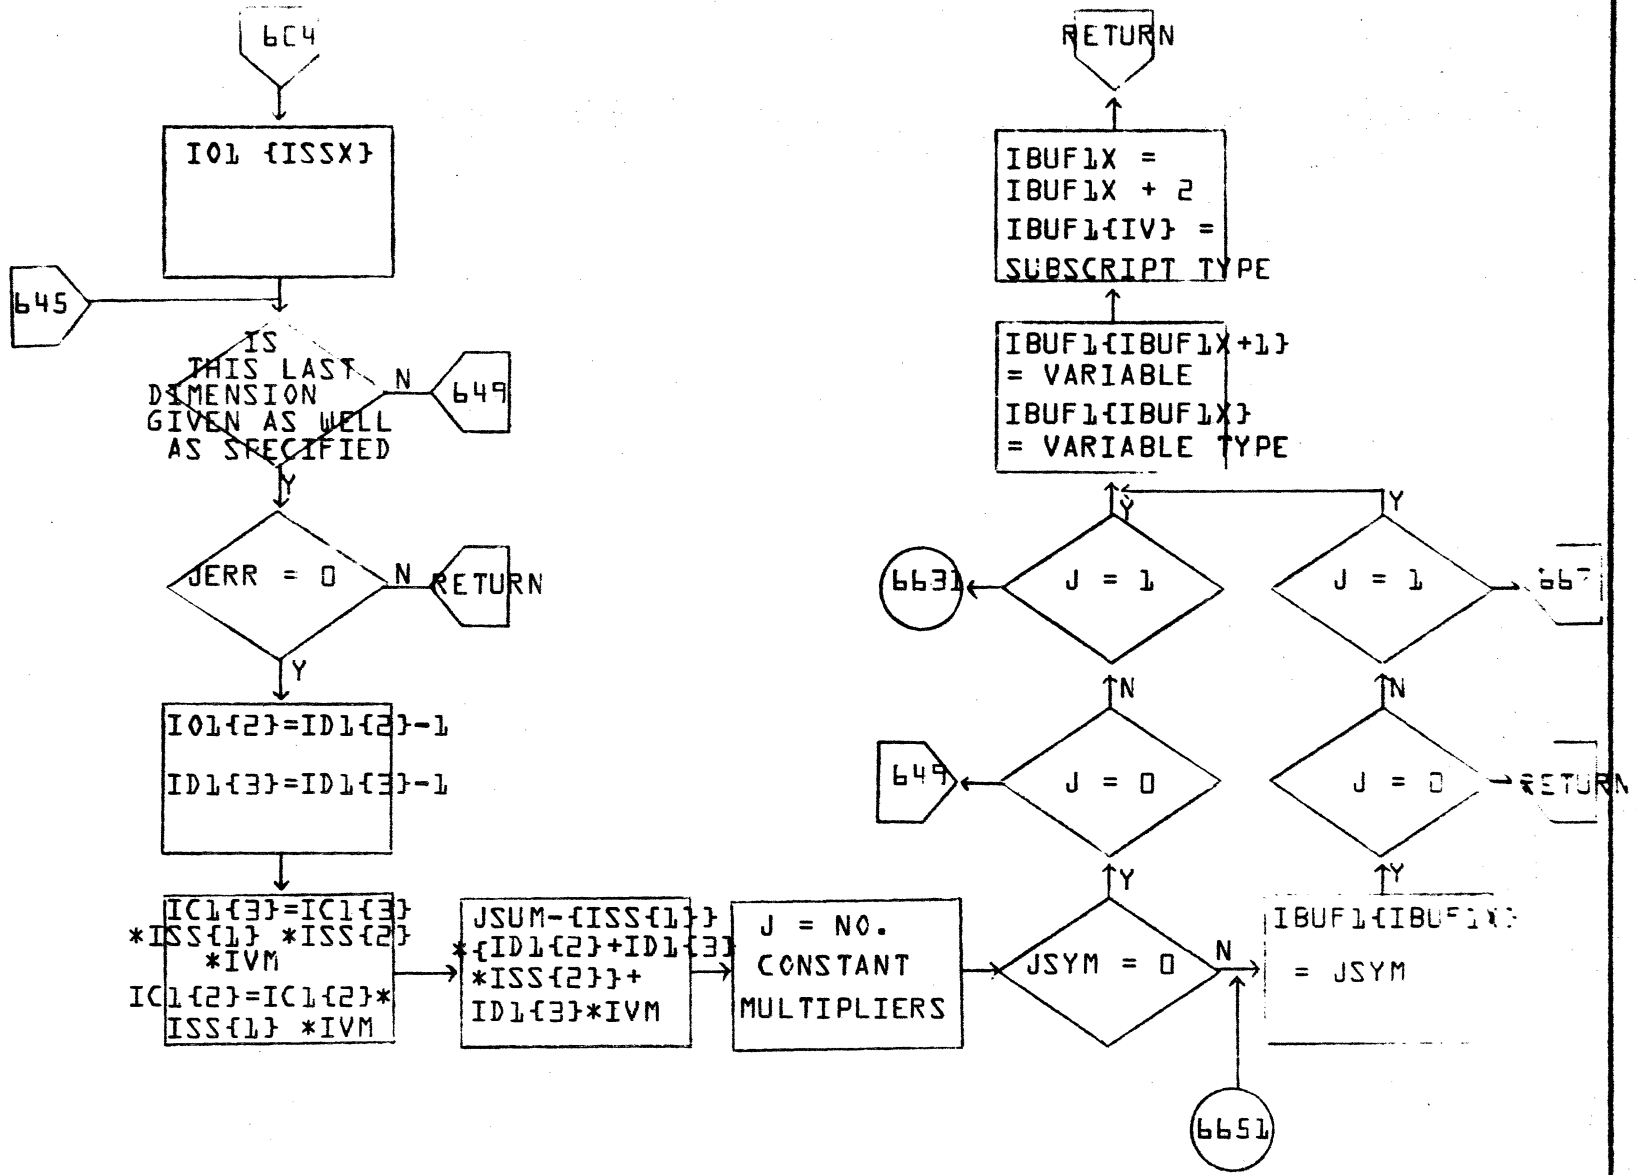 6C4
IO1 {ISSX}
645
IS
THIS LAST
DIMENSION
GIVEN AS WELL
AS SPECIFIED
N
649
Y
JERR = 0
N
RETURN
Y
IO1{2}=ID1{2}-1
ID1{3}=ID1{3}-1
IC1{3}=IC1{3}
*ISS{1} *ISS{2}
*IVM
IC1{2}=IC1{2}*
ISS{1} *IVM
JSUM-{ISS{1}}
*{ID1{2}+ID1{3}
*ISS{2}}+
ID1{3}*IVM
J = NO.
CONSTANT
MULTIPLIERS
JSYM = 0
N
6651
Y
IBUF1{IBUF1X}
= JSYM
Y
J = 0
649
N
J = 0
RETURN
N
J = 1
6631
Y
J = 1
Y
IBUF1{IBUF1X+1}
= VARIABLE
IBUF1{IBUF1X}
= VARIABLE TYPE
IBUF1X =
IBUF1X + 2
IBUF1{IV} =
SUBSCRIPT TYPE
RETURN